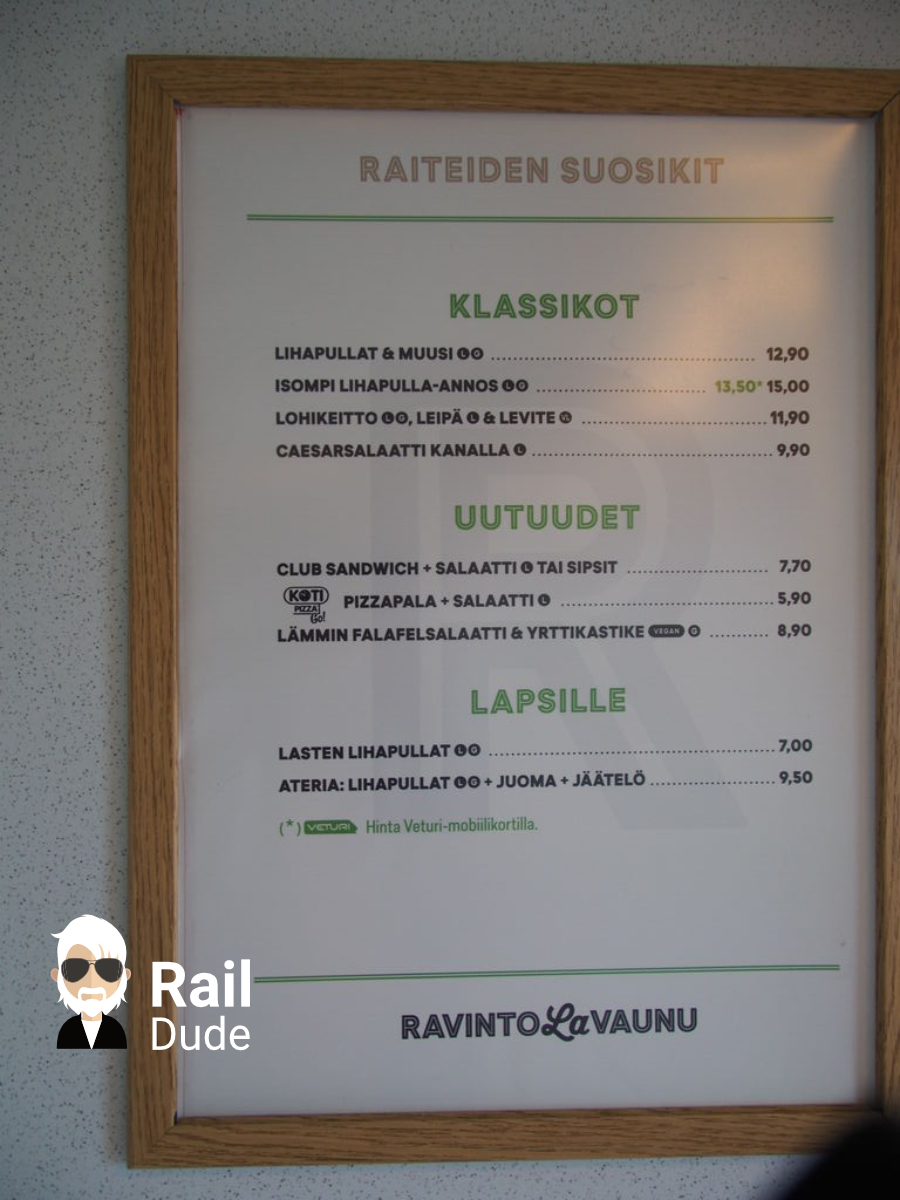 RAITEIDEN SUOSIKIT
KLASSIKOT
LIHAPULLAT & MUUSI L G ........ 12,90
ISOMPI LIHAPULLA-ANNOS L G ........ 13,50* 15,00
LOHIKEITTO L G, LEIPÄ L & LEVITE VL ........ 11,90
CAESARSALAATTI KANALLA L ........ 9,90
UUTUUDET
CLUB SANDWICH + SALAATTI L TAI SIPSIT ........ 7,70
KOTI PIZZA Go! PIZZAPALA + SALAATTI L ........ 5,90
LÄMMIN FALAFELSALAATTI & YRTTIKASTIKE VEGAN G ........ 8,90
LAPSILLE
LASTEN LIHAPULLAT L G ........ 7,00
ATERIA: LIHAPULLAT L G + JUOMA + JÄÄTELÖ ........ 9,50
(*) VETURI Hinta Veturi-mobiilikortilla.
RAVINTOLaVAUNU
Rail
Dude